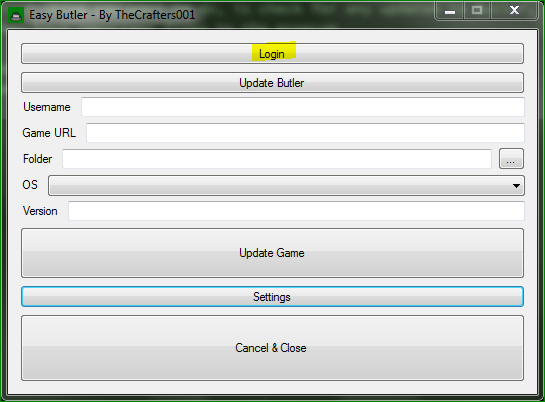 Easy Butler - By TheCrafters001
Login
Update Butler
Username
Game URL
Folder
...
OS
Version
Update Game
Settings
Cancel & Close